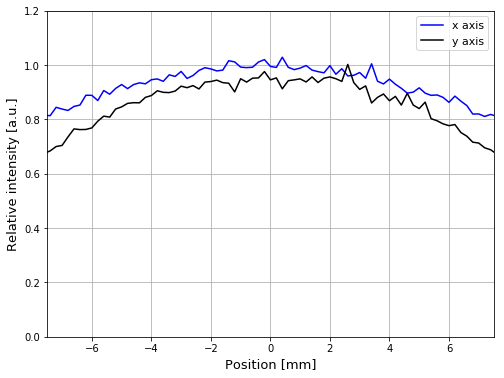 1.2
1.0
0.8
0.6
0.4
0.2
0.0
Relative intensity [a.u.]
x axis
y axis
−6 −4 −2 0 2 4 6
Position [mm]